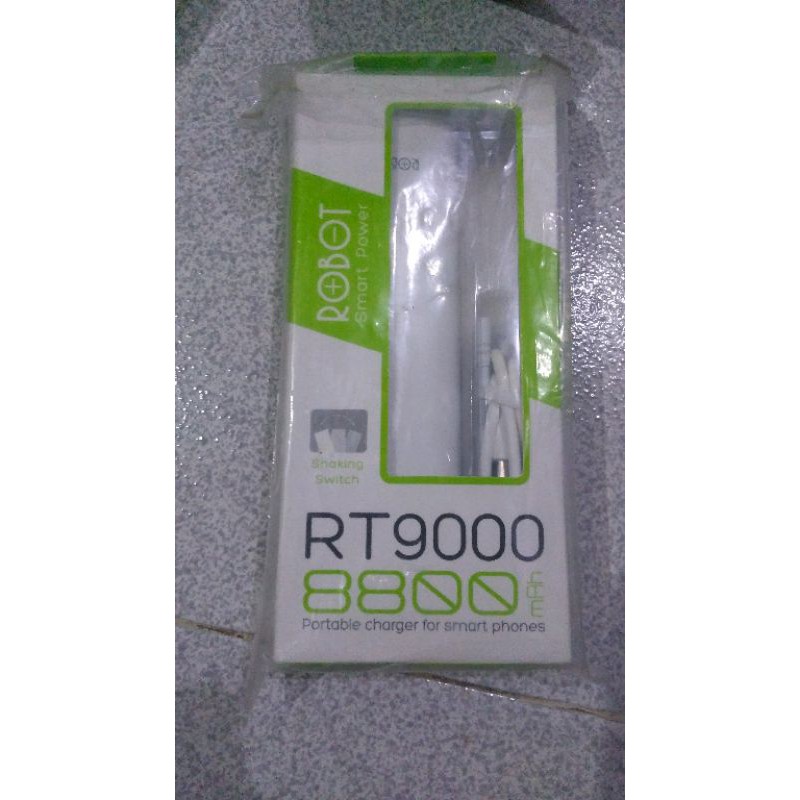 ROBOT
Smart Power
Shaking
Switch
RT9000
8800 mAh
Portable charger for smart phones